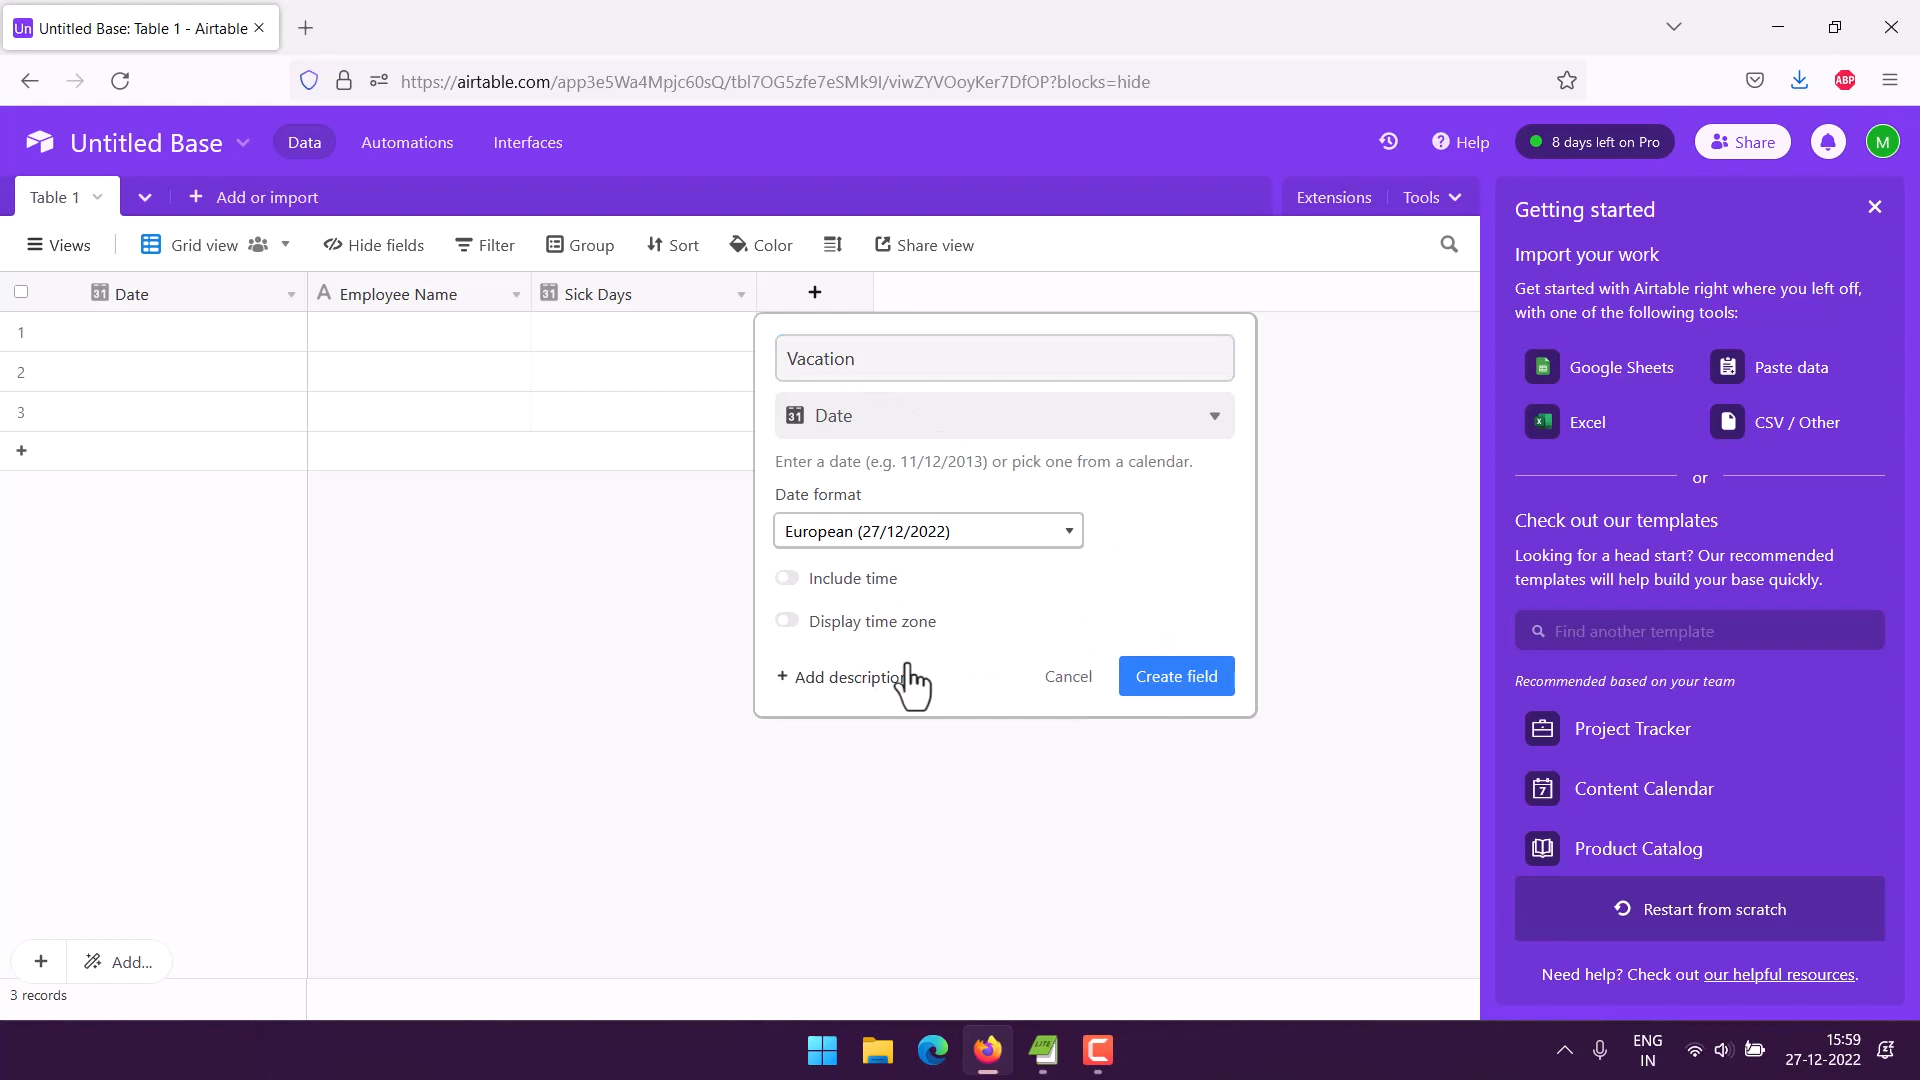 Un Untitled Base: Table 1 - Airtable
https://airtable.com/app3e5Wa4Mpjc60sQ/tbl7OG5zfe7eSMk9I/viwZYVOoyKer7DfOP?blocks=hide
ABP
Untitled Base
Data
Automations
Interfaces
Help
8 days left on Pro
Share
M
Table 1
Add or import
Extensions
Tools
Views
Grid view
Hide fields
Filter
Group
Sort
Color
Share view
31 Date
A Employee Name
31 Sick Days
1
2
3
Vacation
31 Date
Enter a date (e.g. 11/12/2013) or pick one from a calendar.
Date format
European (27/12/2022)
Include time
Display time zone
+ Add description
Cancel
Create field
Getting started
Import your work
Get started with Airtable right where you left off,
with one of the following tools:
Google Sheets
Paste data
Excel
CSV / Other
or
Check out our templates
Looking for a head start? Our recommended
templates will help build your base quickly.
Find another template
Recommended based on your team
Project Tracker
7 Content Calendar
Product Catalog
Restart from scratch
Need help? Check out our helpful resources.
Add...
3 records
LITE
C
ENG
IN
15:59
27-12-2022